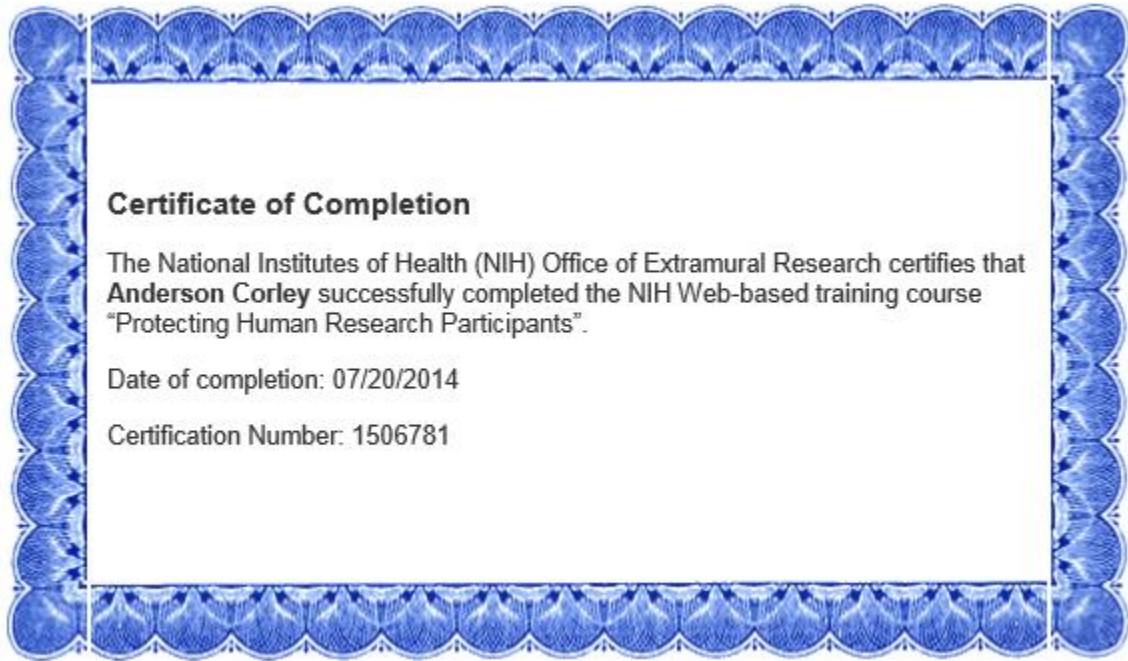 Certificate of Completion
The National Institutes of Health (NIH) Office of Extramural Research certifies that
Anderson Corley successfully completed the NIH Web-based training course
“Protecting Human Research Participants”.
Date of completion: 07/20/2014
Certification Number: 1506781